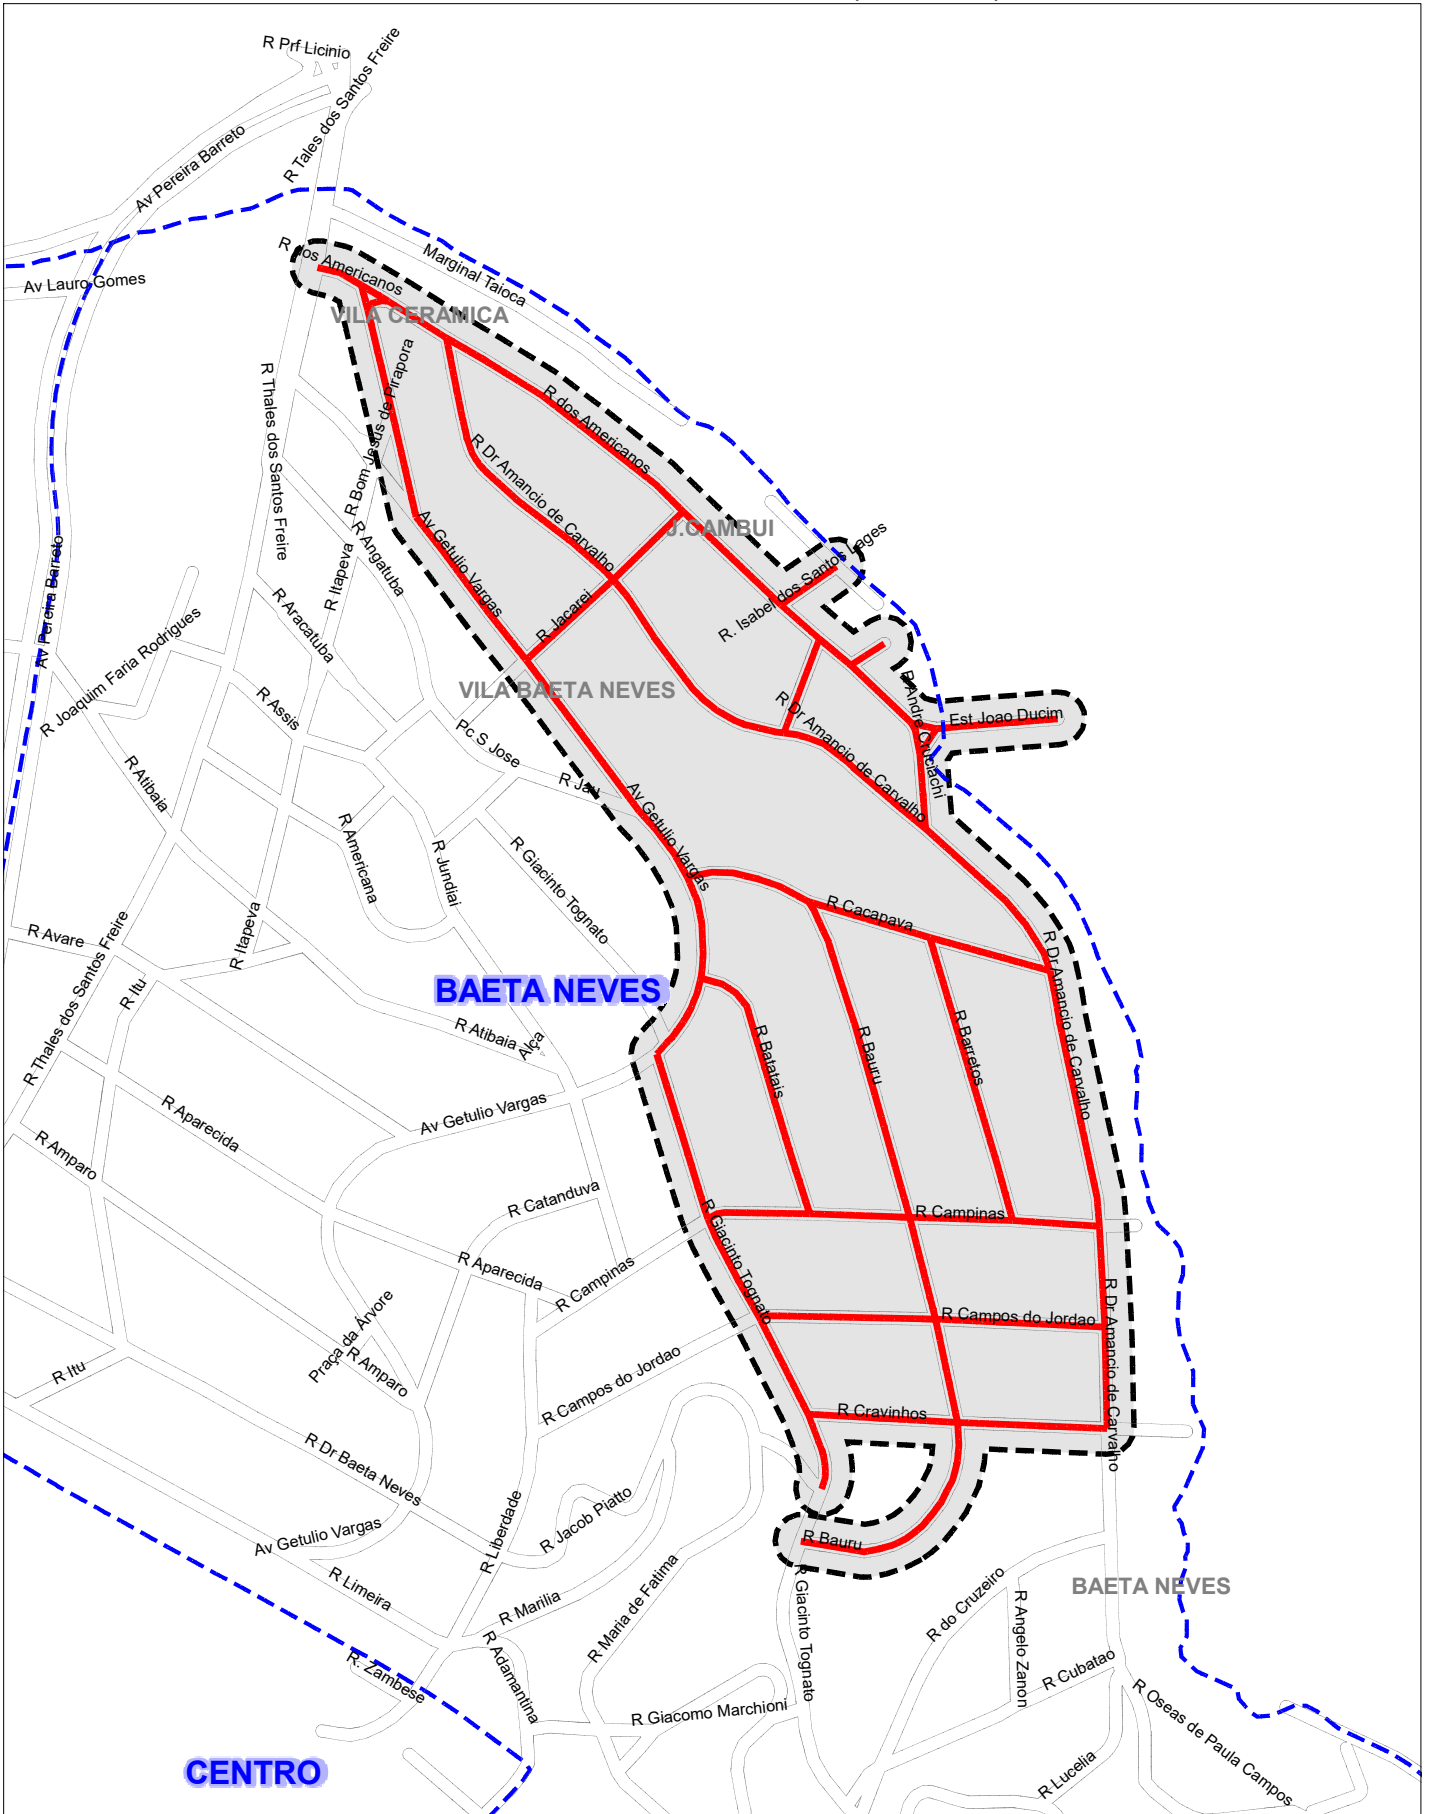 R Prf Licinio
R Tales dos Santos Freire
Av Pereira Barreto
R dos Americanos
Marginal Taioca
Av Lauro Gomes
VILA CERAMICA
R Thales dos Santos Freire
R Bom Jesus de Pirapora
R dos Americanos
R Dr Amancio de Carvalho
J.CAMBUI
Av Getulio Vargas
R Angatuba
R Itapeva
R. Isabel dos Santos Lages
Av Pereira Barreto
R Aracatuba
R Jacarei
R Joaquim Faria Rodrigues
VILA BAETA NEVES
R Assis
R Andre Cruciachi
Est Joao Ducim
R Dr Amancio de Carvalho
Pc S Jose
R Atibaia
R Jau
Av Getulio Vargas
R Americana
R Jundiai
R Giacinto Tognato
R Cacapava
R Avare
R Itapeva
R Thales dos Santos Freire
R Itu
BAETA NEVES
R Dr Amancio de Carvalho
R Atibaia
Alça
R Batatais
R Bauru
R Barretos
R Aparecida
Av Getulio Vargas
R Amparo
R Catanduva
R Giacinto Tognato
R Campinas
R Aparecida
R Campinas
R Campos do Jordao
R Dr Amancio de Carvalho
Praça da Arvore
R Amparo
R Itu
R Campos do Jordao
R Cravinhos
R Dr Baeta Neves
R Jacob Piatto
R Liberdade
Av Getulio Vargas
R Bauru
R Limeira
R Marilia
R Maria de Fatima
R Giacinto Tognato
R do Cruzeiro
R Angelo Zanon
BAETA NEVES
R. Zambese
R Adamantina
R Cubatao
R Oseas de Paula Campos
R Giacomo Marchioni
CENTRO
R Lucelia